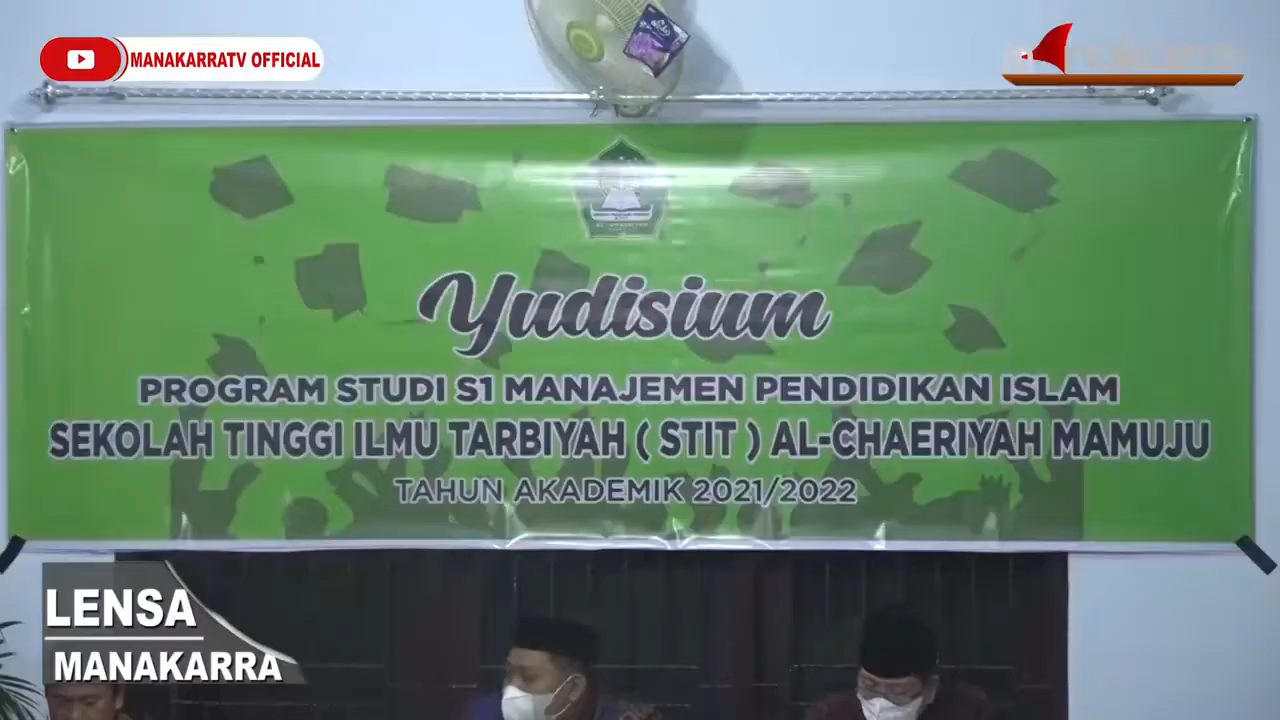 MANAKARRATV OFFICIAL
Yudisium
PROGRAM STUDI S1 MANAJEMEN PENDIDIKAN ISLAM
SEKOLAH TINGGI ILMU TARBIYAH ( STIT ) AL-CHAERIYAH MAMUJU
TAHUN AKADEMIK 2021/2022
LENSA
MANAKARRA